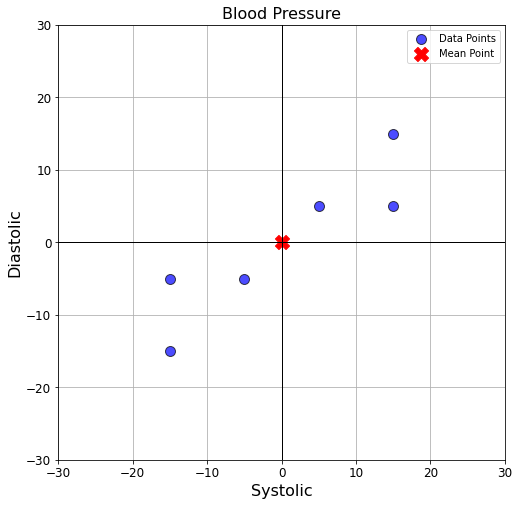 Blood Pressure
Data Points
Mean Point
30
20
10
0
−10
−20
−30
Diastolic
−30 −20 −10 0 10 20 30
Systolic